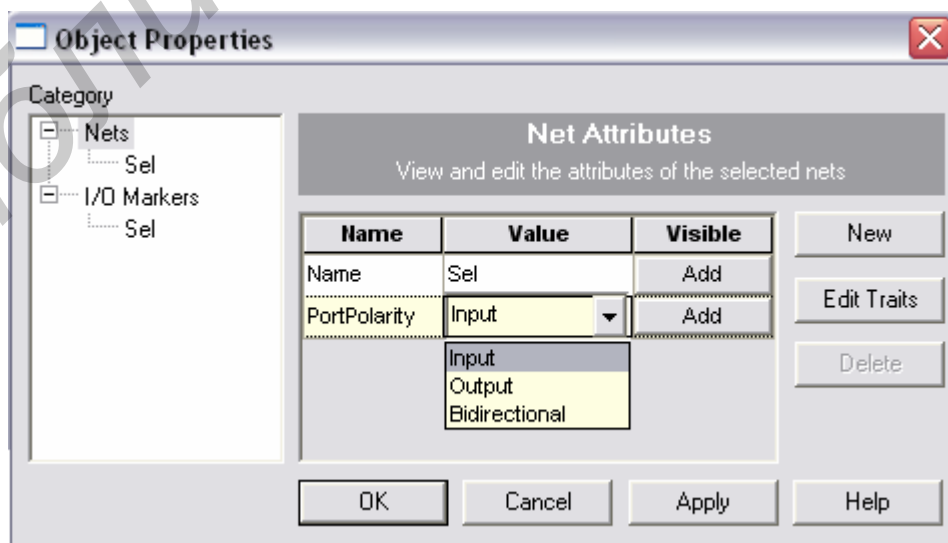 Object Properties
Category
Nets
Sel
I/O Markers
Sel
Net Attributes
View and edit the attributes of the selected nets
Name Value Visible
Name Sel Add
PortPolarity Input Add
Input
Output
Bidirectional
New
Edit Traits
Delete
OK Cancel Apply Help